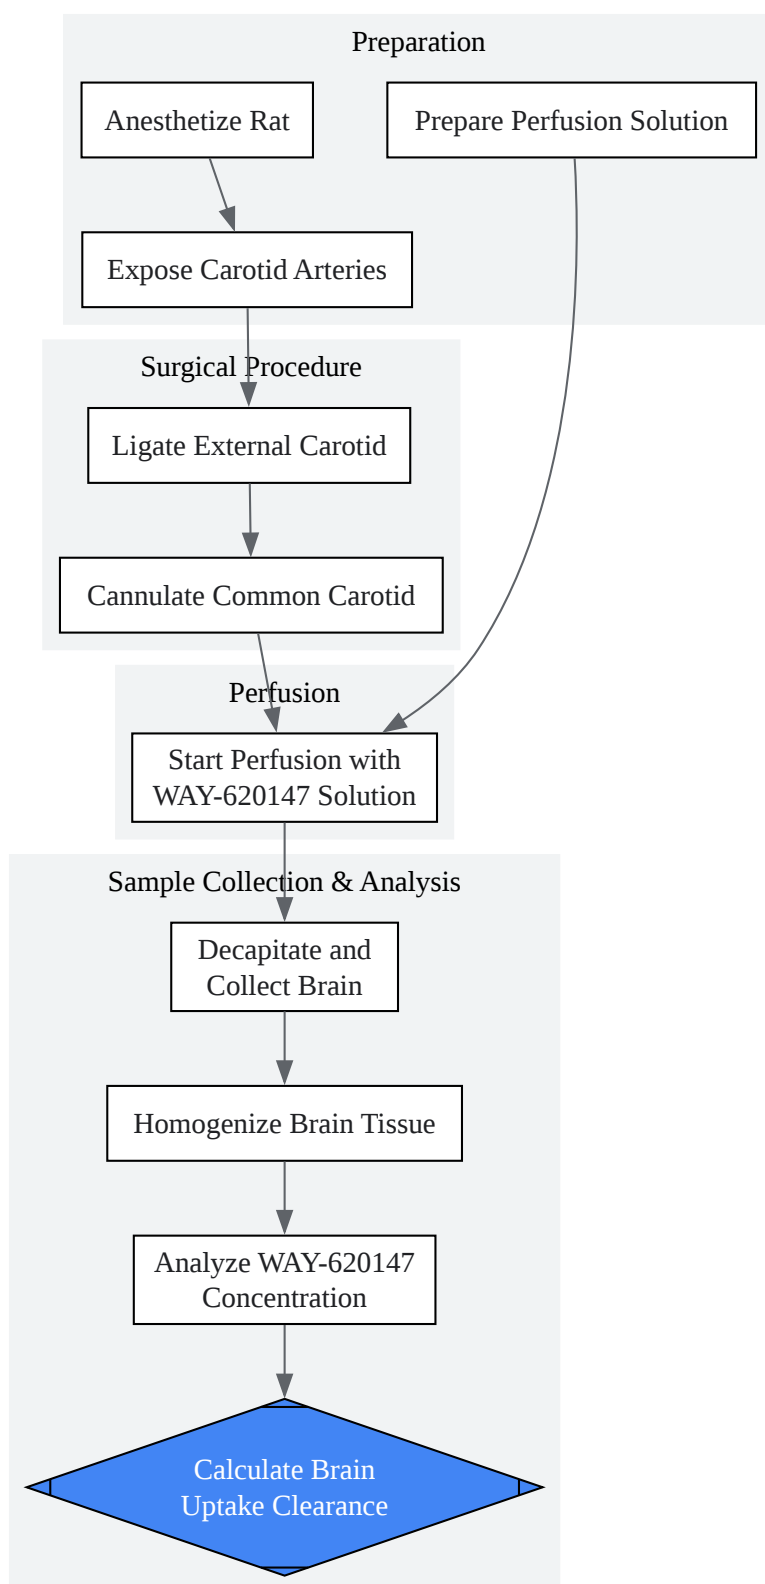 Preparation
Anesthetize Rat
Prepare Perfusion Solution
Expose Carotid Arteries
Surgical Procedure
Ligate External Carotid
Cannulate Common Carotid
Perfusion
Start Perfusion with
WAY-620147 Solution
Sample Collection & Analysis
Decapitate and
Collect Brain
Homogenize Brain Tissue
Analyze WAY-620147
Concentration
Calculate Brain
Uptake Clearance